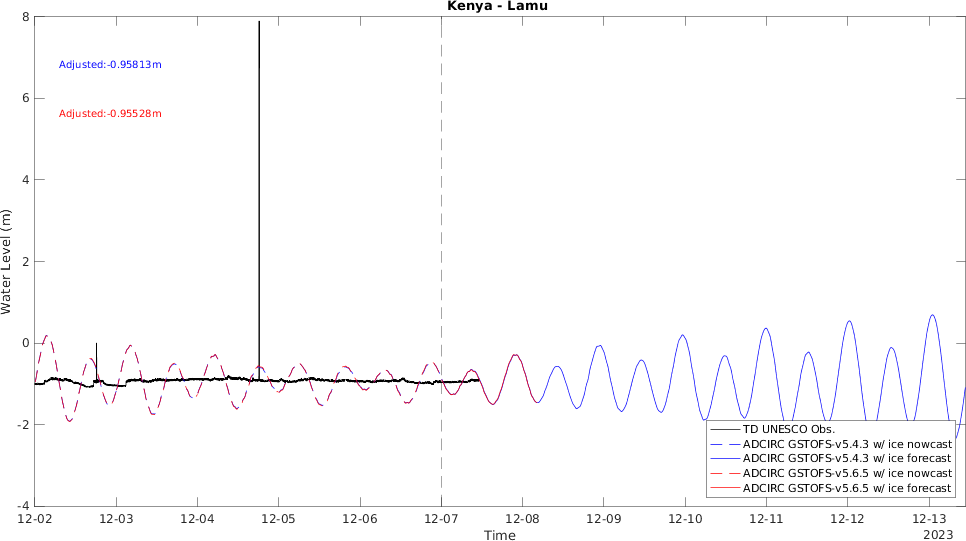 Kenya - Lamu
8
Adjusted:-0.95813m
6
Adjusted:-0.95528m
4
2
0
-2
-4
Water Level (m)
TD UNESCO Obs.
ADCIRC GSTOFS-v5.4.3 w/ ice nowcast
ADCIRC GSTOFS-v5.4.3 w/ ice forecast
ADCIRC GSTOFS-v5.6.5 w/ ice nowcast
ADCIRC GSTOFS-v5.6.5 w/ ice forecast
12-02 12-03 12-04 12-05 12-06 12-07 12-08 12-09 12-10 12-11 12-12 12-13
Time 2023